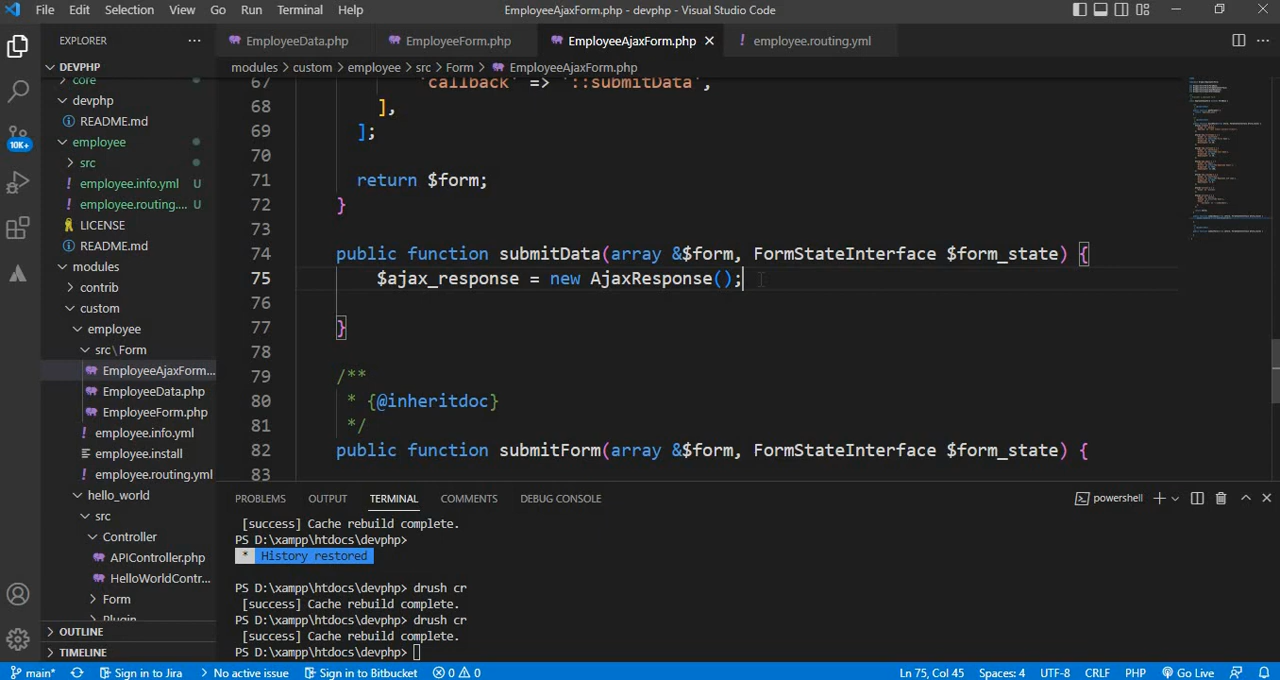 File Edit Selection View Go Run Terminal Help EmployeeAjaxForm.php - devphp - Visual Studio Code
EXPLORER
EmployeeData.php EmployeeForm.php EmployeeAjaxForm.php ! employee.routing.yml
DEVPHP
modules > custom > employee > src > Form > EmployeeAjaxForm.php
core
devphp
README.md
employee
src
! employee.info.yml U
! employee.routing.... U
LICENSE
README.md
modules
contrib
custom
employee
src\Form
EmployeeAjaxForm...
EmployeeData.php
EmployeeForm.php
! employee.info.yml
employee.install
! employee.routing.yml
hello_world
src
Controller
APIController.php
HelloWorldContr...
Form
Plugin
OUTLINE
TIMELINE
10K+
67 'callback' => '::submitData',
68 ],
69 ];
70
71 return $form;
72 }
73
74 public function submitData(array &$form, FormStateInterface $form_state) {
75 $ajax_response = new AjaxResponse();
76
77 }
78
79 /**
80 * {@inheritdoc}
81 */
82 public function submitForm(array &$form, FormStateInterface $form_state) {
83
PROBLEMS OUTPUT TERMINAL COMMENTS DEBUG CONSOLE powershell
[success] Cache rebuild complete.
PS D:\xampp\htdocs\devphp>
* History restored
PS D:\xampp\htdocs\devphp> drush cr
[success] Cache rebuild complete.
PS D:\xampp\htdocs\devphp> drush cr
[success] Cache rebuild complete.
PS D:\xampp\htdocs\devphp>
main* Sign in to Jira No active issue Sign in to Bitbucket 0 0 Ln 75, Col 45 Spaces: 4 UTF-8 CRLF PHP Go Live